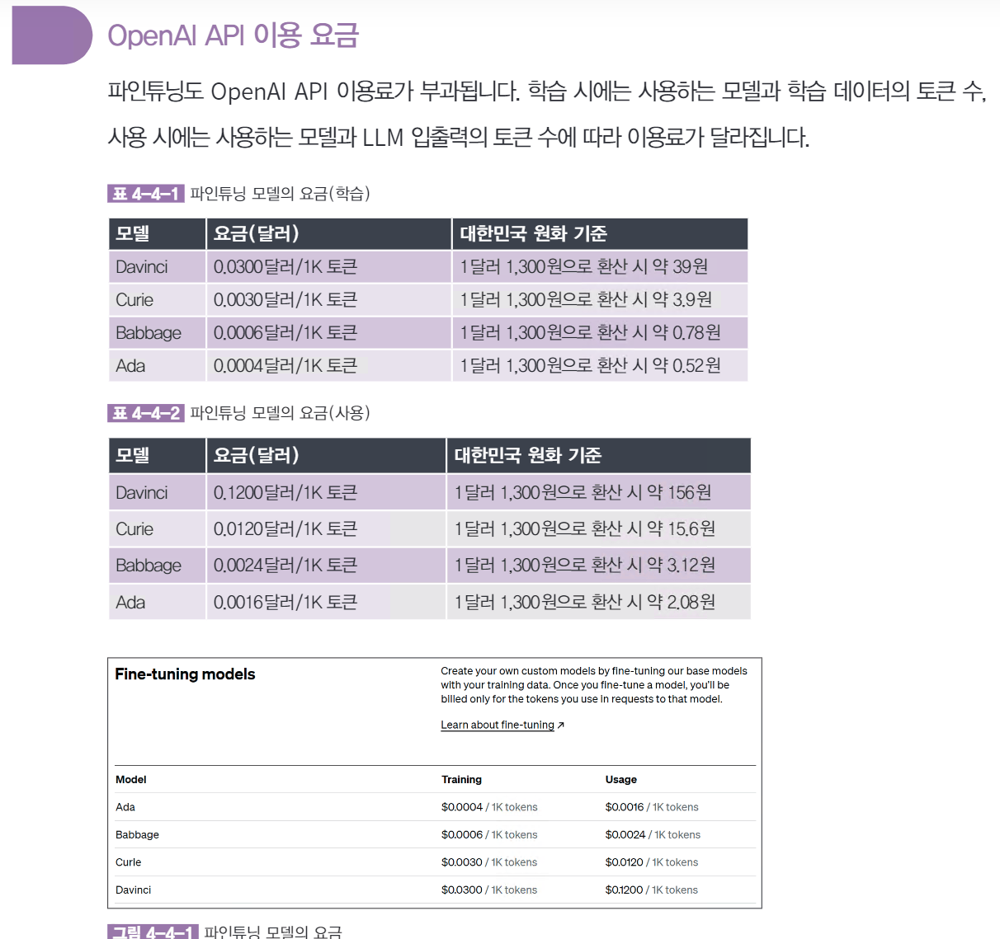 OpenAI API 이용 요금
파인튜닝도 OpenAI API 이용료가 부과됩니다. 학습 시에는 사용하는 모델과 학습 데이터의 토큰 수,
사용 시에는 사용하는 모델과 LLM 입출력의 토큰 수에 따라 이용료가 달라집니다.
표 4-4-1 파인튜닝 모델의 요금(학습)
모델 요금(달러) 대한민국 원화 기준
Davinci 0.0300달러/1K 토큰 1달러 1,300원으로 환산 시 약 39원
Curie 0.0030달러/1K 토큰 1달러 1,300원으로 환산 시 약 3.9원
Babbage 0.0006달러/1K 토큰 1달러 1,300원으로 환산 시 약 0.78원
Ada 0.0004달러/1K 토큰 1달러 1,300원으로 환산 시 약 0.52원
표 4-4-2 파인튜닝 모델의 요금(사용)
모델 요금(달러) 대한민국 원화 기준
Davinci 0.1200달러/1K 토큰 1달러 1,300원으로 환산 시 약 156원
Curie 0.0120달러/1K 토큰 1달러 1,300원으로 환산 시 약 15.6원
Babbage 0.0024달러/1K 토큰 1달러 1,300원으로 환산 시 약 3.12원
Ada 0.0016달러/1K 토큰 1달러 1,300원으로 환산 시 약 2.08원
Fine-tuning models
Create your own custom models by fine-tuning our base models
with your training data. Once you fine-tune a model, you'll be
billed only for the tokens you use in requests to that model.
Learn about fine-tuning ↗
Model Training Usage
Ada $0.0004 / 1K tokens $0.0016 / 1K tokens
Babbage $0.0006 / 1K tokens $0.0024 / 1K tokens
Curie $0.0030 / 1K tokens $0.0120 / 1K tokens
Davinci $0.0300 / 1K tokens $0.1200 / 1K tokens
그림 4-4-1 파인튜닝 모델의 요금